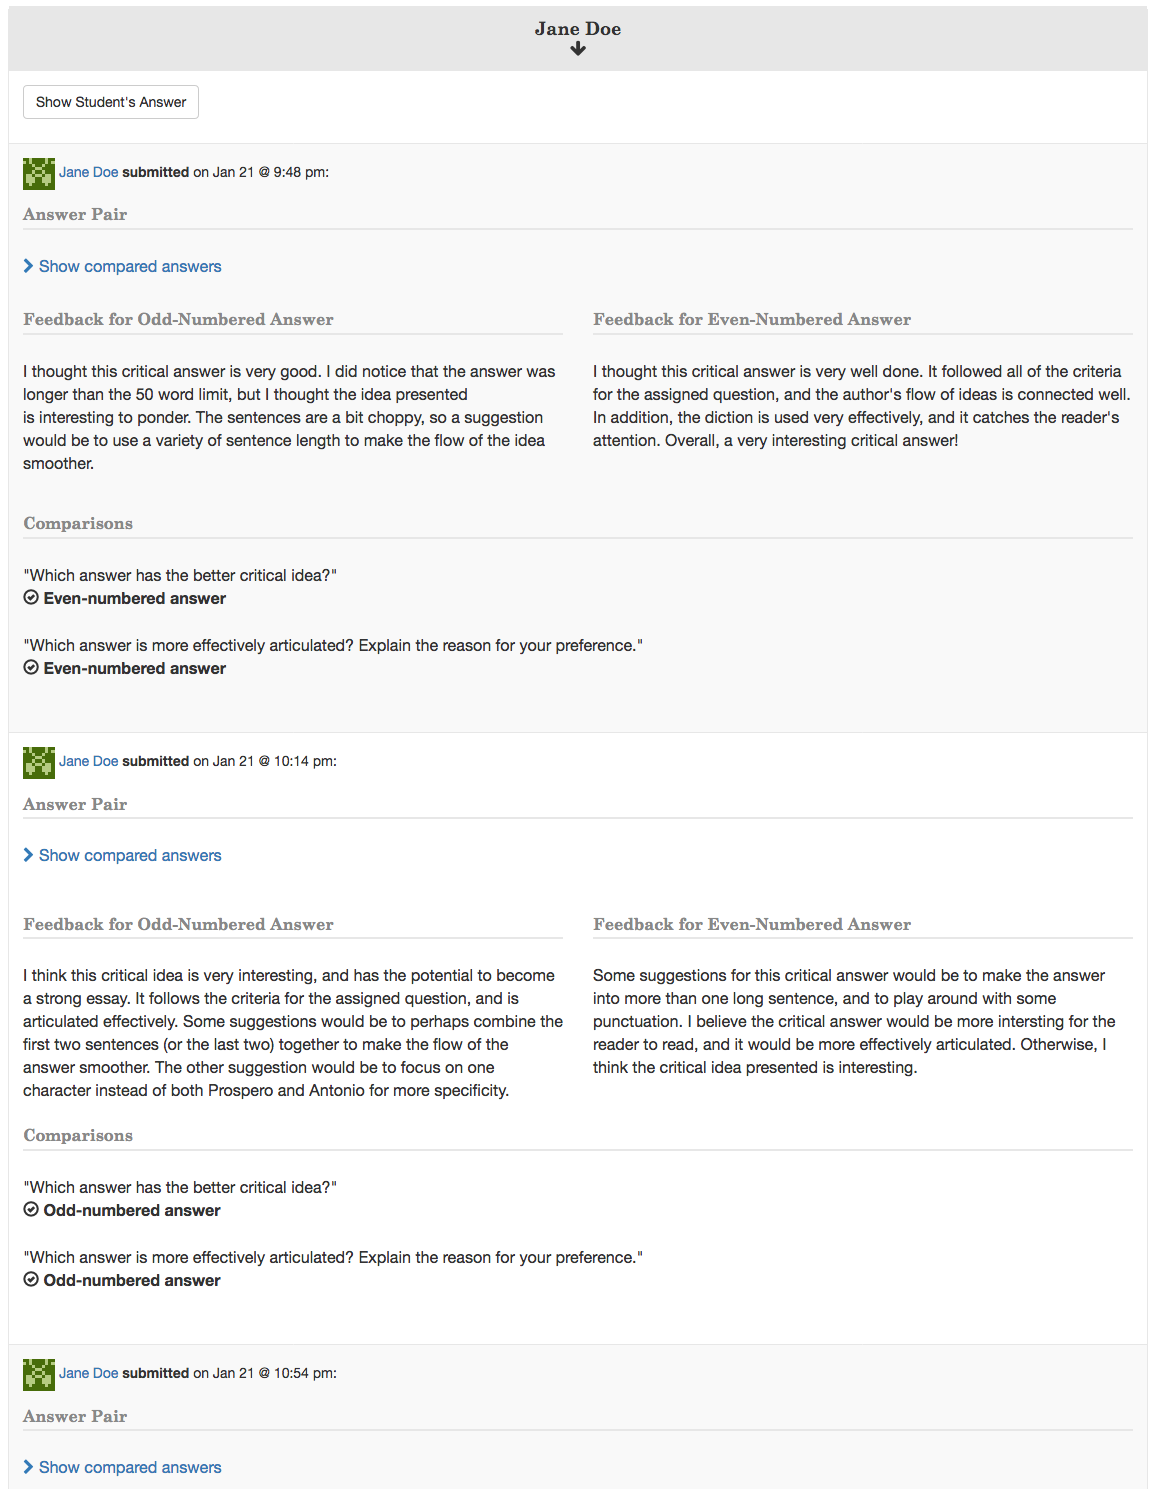 Jane Doe
Show Student's Answer
Jane Doe submitted on Jan 21 @ 9:48 pm:
Answer Pair
Show compared answers
Feedback for Odd-Numbered Answer
I thought this critical answer is very good. I did notice that the answer was
longer than the 50 word limit, but I thought the idea presented
is interesting to ponder. The sentences are a bit choppy, so a suggestion
would be to use a variety of sentence length to make the flow of the idea
smoother.
Feedback for Even-Numbered Answer
I thought this critical answer is very well done. It followed all of the criteria
for the assigned question, and the author's flow of ideas is connected well.
In addition, the diction is used very effectively, and it catches the reader's
attention. Overall, a very interesting critical answer!
Comparisons
"Which answer has the better critical idea?"
Even-numbered answer
"Which answer is more effectively articulated? Explain the reason for your preference."
Even-numbered answer
Jane Doe submitted on Jan 21 @ 10:14 pm:
Answer Pair
Show compared answers
Feedback for Odd-Numbered Answer
I think this critical idea is very interesting, and has the potential to become
a strong essay. It follows the criteria for the assigned question, and is
articulated effectively. Some suggestions would be to perhaps combine the
first two sentences (or the last two) together to make the flow of the
answer smoother. The other suggestion would be to focus on one
character instead of both Prospero and Antonio for more specificity.
Feedback for Even-Numbered Answer
Some suggestions for this critical answer would be to make the answer
into more than one long sentence, and to play around with some
punctuation. I believe the critical answer would be more intersting for the
reader to read, and it would be more effectively articulated. Otherwise, I
think the critical idea presented is interesting.
Comparisons
"Which answer has the better critical idea?"
Odd-numbered answer
"Which answer is more effectively articulated? Explain the reason for your preference."
Odd-numbered answer
Jane Doe submitted on Jan 21 @ 10:54 pm:
Answer Pair
Show compared answers